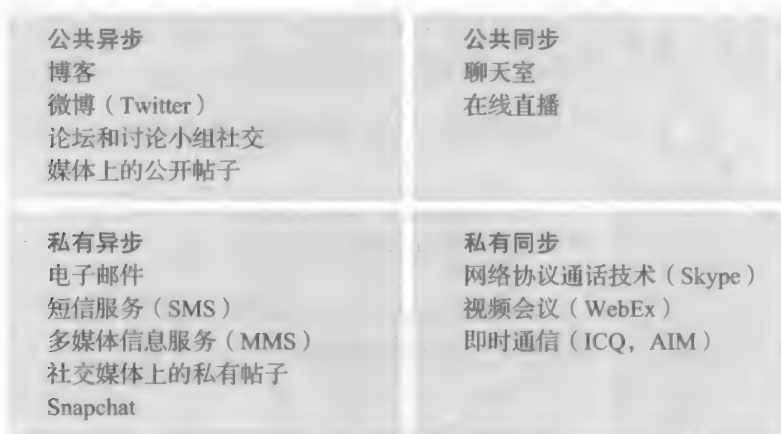 公共异步
博客
微博（Twitter）
论坛和讨论小组社交
媒体上的公开帖子
公共同步
聊天室
在线直播
私有异步
电子邮件
短信服务（SMS）
多媒体信息服务（MMS）
社交媒体上的私有帖子
Snapchat
私有同步
网络协议通话技术（Skype）
视频会议（WebEx）
即时通信（ICQ，AIM）